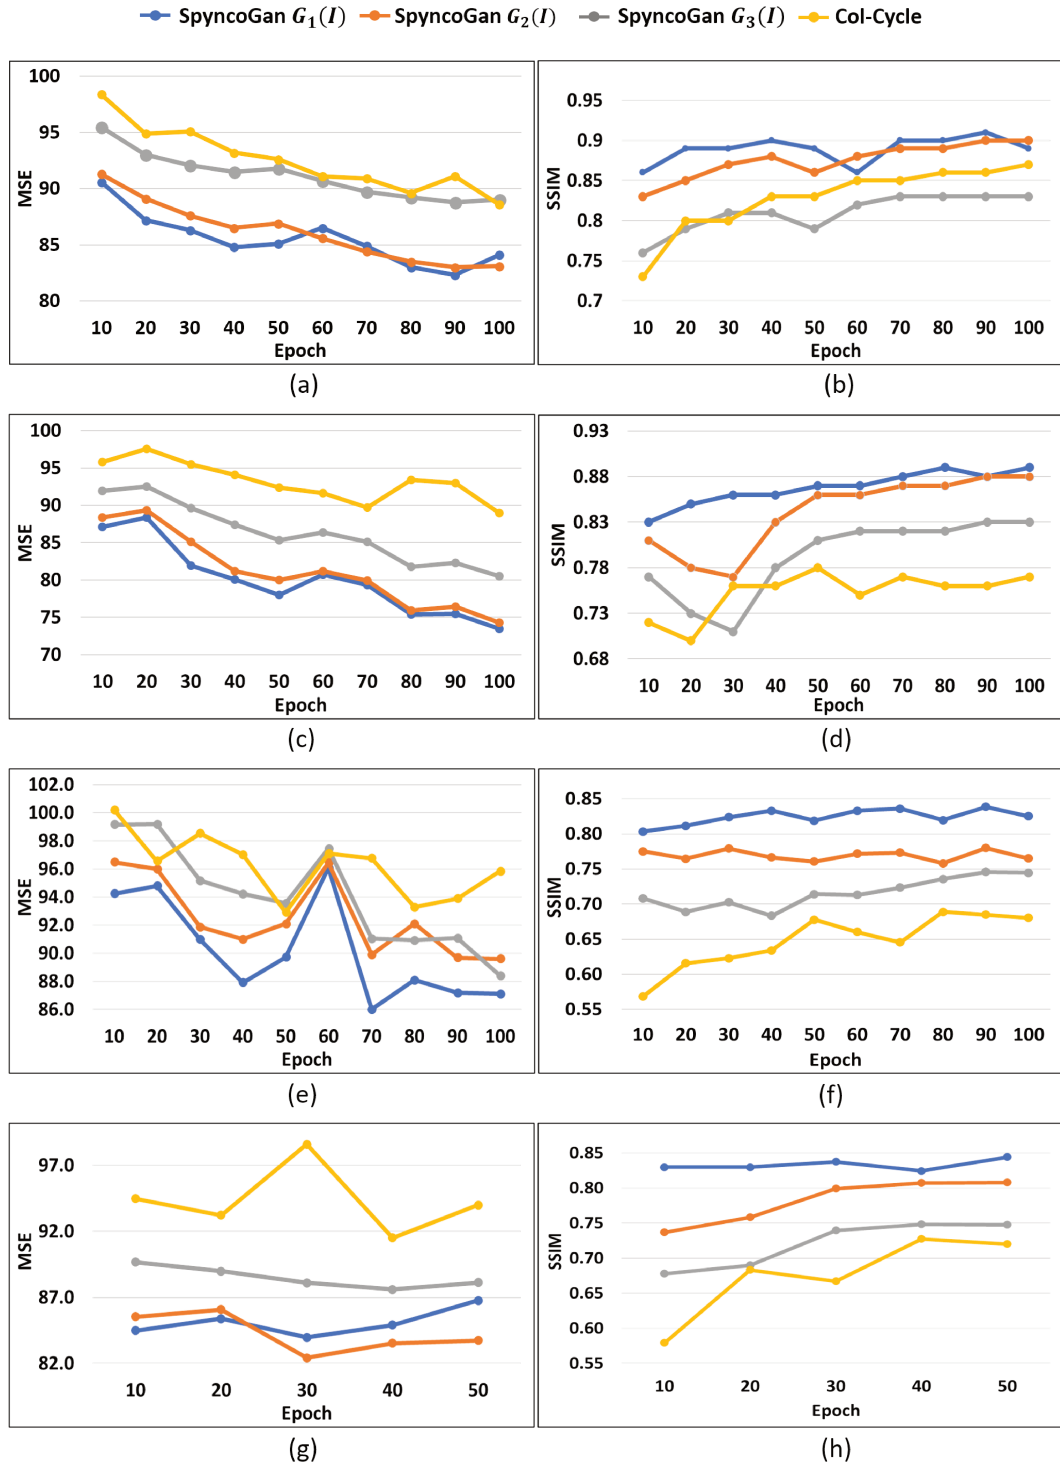 SpyncoGan G₁(I) SpyncoGan G₂(I) SpyncoGan G₃(I) Col-Cycle
100
95
90
85
80
MSE
10 20 30 40 50 60 70 80 90 100
Epoch
(a)
0.95
0.9
0.85
0.8
0.75
0.7
SSIM
10 20 30 40 50 60 70 80 90 100
Epoch
(b)
100
95
90
85
80
75
70
MSE
10 20 30 40 50 60 70 80 90 100
Epoch
(c)
0.93
0.88
0.83
0.78
0.73
0.68
SSIM
10 20 30 40 50 60 70 80 90 100
Epoch
(d)
102.0
100.0
98.0
96.0
94.0
92.0
90.0
88.0
86.0
MSE
10 20 30 40 50 60 70 80 90 100
Epoch
(e)
0.85
0.80
0.75
0.70
0.65
0.60
0.55
SSIM
10 20 30 40 50 60 70 80 90 100
Epoch
(f)
97.0
92.0
87.0
82.0
MSE
10 20 30 40 50
Epoch
(g)
0.85
0.80
0.75
0.70
0.65
0.60
0.55
SSIM
10 20 30 40 50
Epoch
(h)